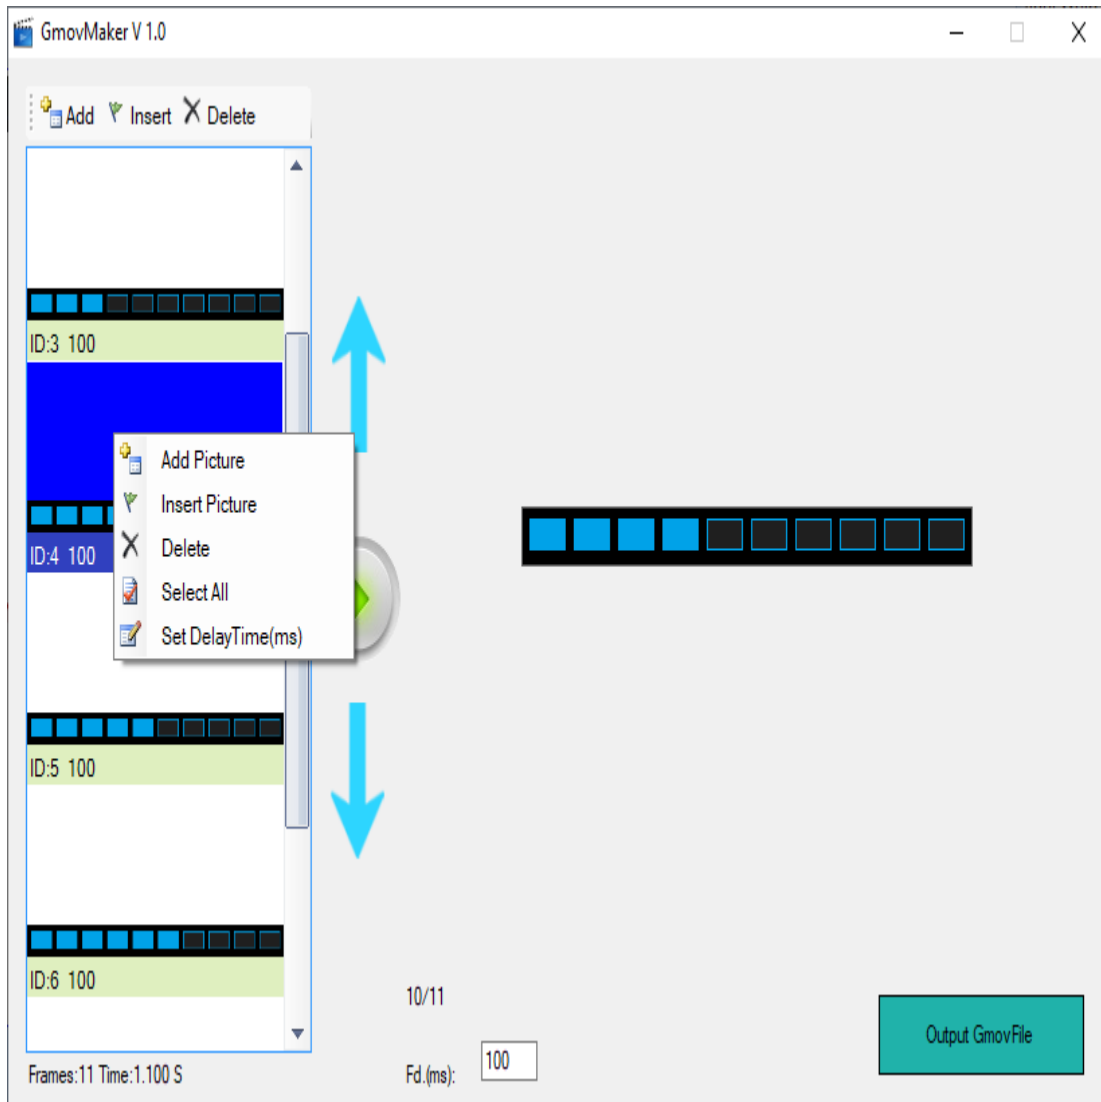 GmovMaker V 1.0
Add Insert Delete
ID:3 100
Add Picture
Insert Picture
Delete
Select All
Set DelayTime(ms)
ID:4 100
ID:5 100
ID:6 100
10/11
Fd.(ms): 100
Output GmovFile
Frames:11 Time:1.100 S